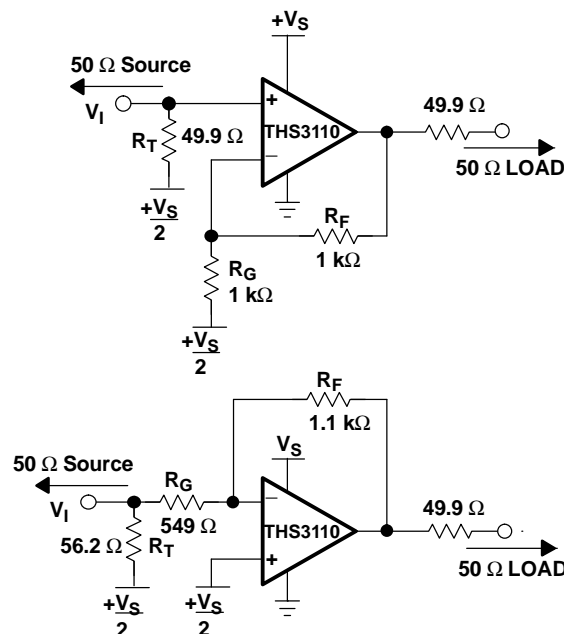 +VS
50 Ω Source
VI
+
THS3110
−
49.9 Ω
RT
49.9 Ω
50 Ω LOAD
+VS
2
RF
1 kΩ
RG
1 kΩ
+VS
2
RF
1.1 kΩ
VS
50 Ω Source
VI
RG
549 Ω
−
THS3110
+
49.9 Ω
56.2 Ω
RT
50 Ω LOAD
+VS
2
+VS
2